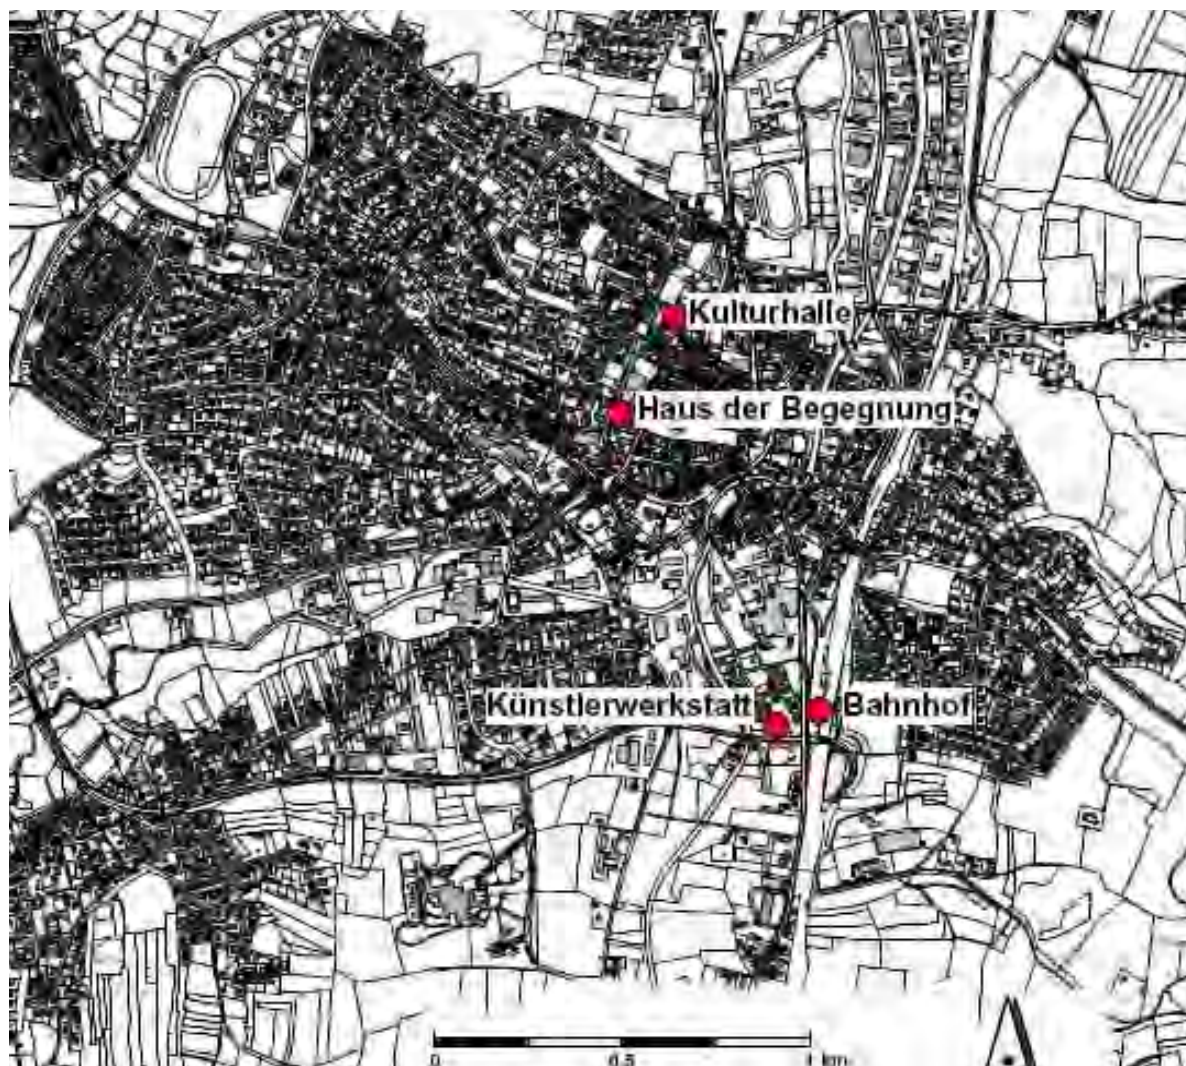 Kulturhalle
Haus der Begegnung
Künstlerwerkstatt
Bahnhof
0 0,5 1 km